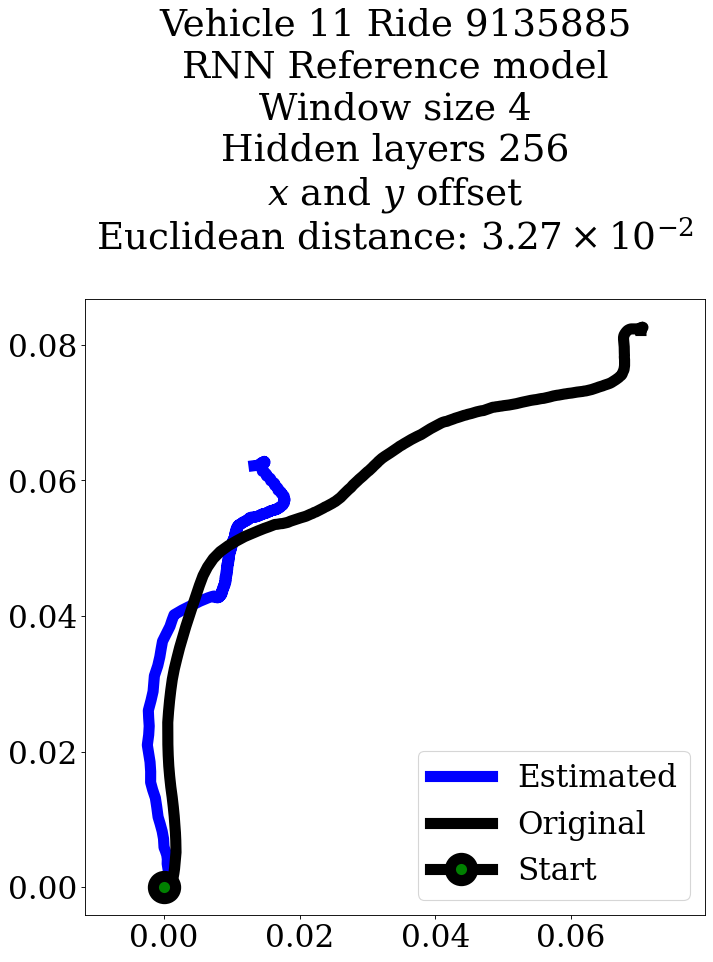 Vehicle 11 Ride 9135885
RNN Reference model
Window size 4
Hidden layers 256
x and y offset
Euclidean distance: 3.27 × 10⁻²
0.08
0.06
0.04
0.02
0.00
Estimated
Original
Start
0.00 0.02 0.04 0.06